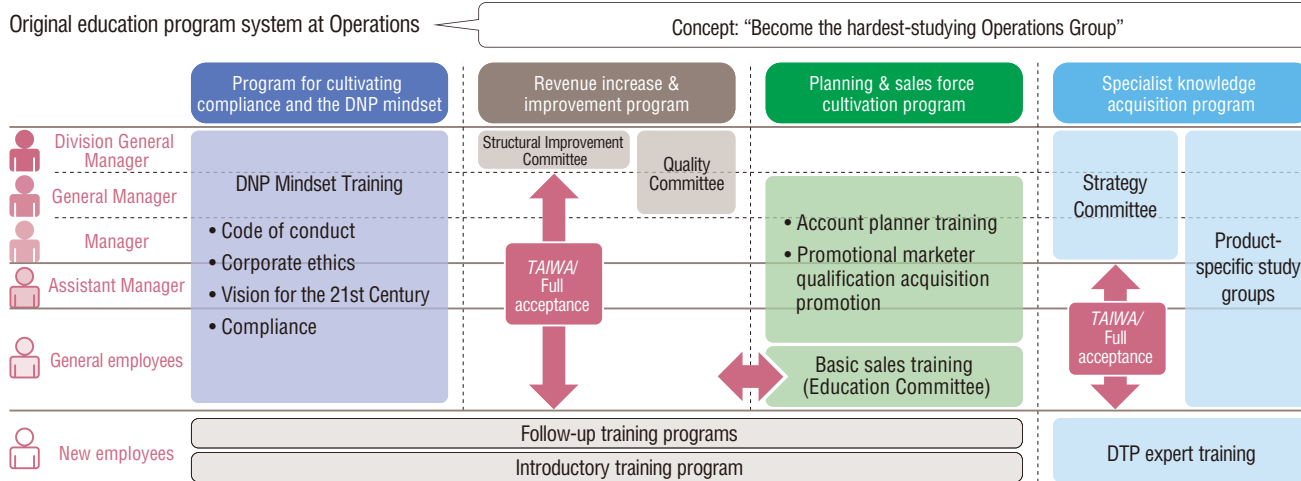 Original education program system at Operations
Concept: “Become the hardest-studying Operations Group”
Program for cultivating
compliance and the DNP mindset
Revenue increase &
improvement program
Planning & sales force
cultivation program
Specialist knowledge
acquisition program
Division General
Manager
General Manager
Manager
Assistant Manager
General employees
New employees
DNP Mindset Training
• Code of conduct
• Corporate ethics
• Vision for the 21st Century
• Compliance
Structural Improvement
Committee
Quality
Committee
TAIWA/
Full
acceptance
• Account planner training
• Promotional marketer
qualification acquisition
promotion
Basic sales training
(Education Committee)
Strategy
Committee
TAIWA/
Full
acceptance
Product-
specific study
groups
Follow-up training programs
Introductory training program
DTP expert training